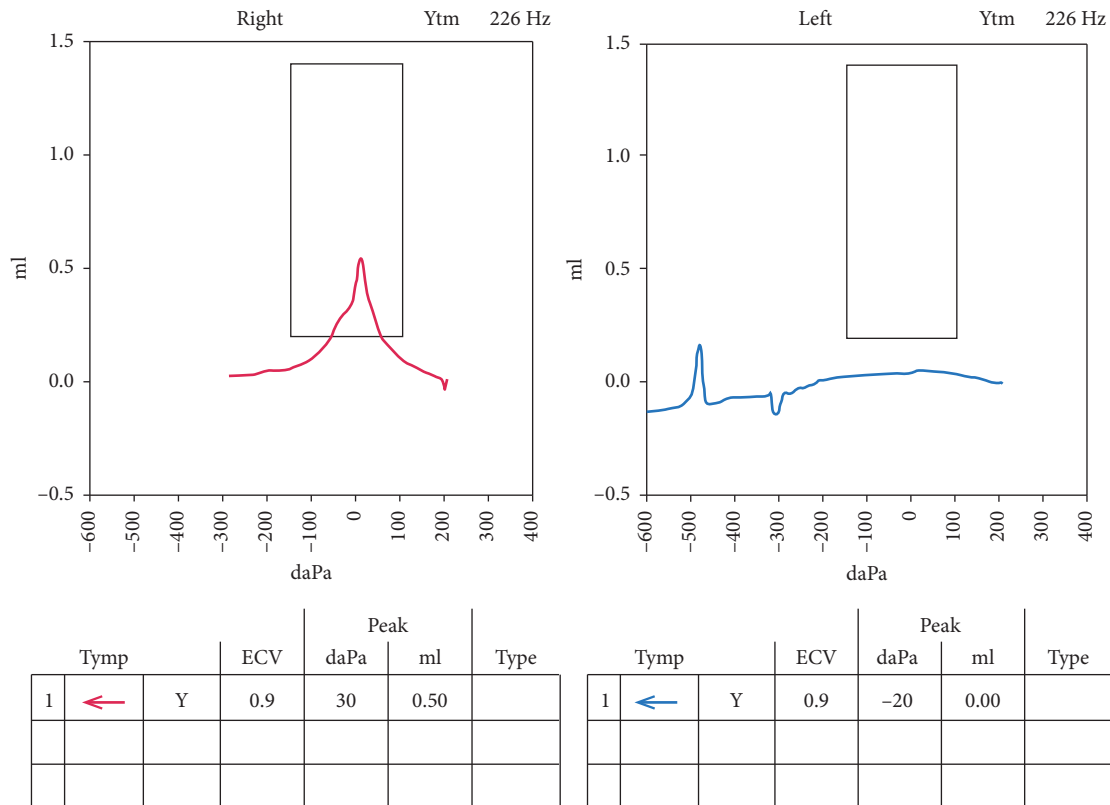 Right Ytm 226 Hz
1.5
1.0
0.5
0.0
–0.5
ml
–600
–500
–400
–300
–200
–100
0
100
200
300
400
daPa
Peak
Tymp ECV daPa ml Type
1 Y 0.9 30 0.50
Left Ytm 226 Hz
1.5
1.0
0.5
0.0
–0.5
ml
–600
–500
–400
–300
–200
–100
0
100
200
300
400
daPa
Peak
Tymp ECV daPa ml Type
1 Y 0.9 –20 0.00